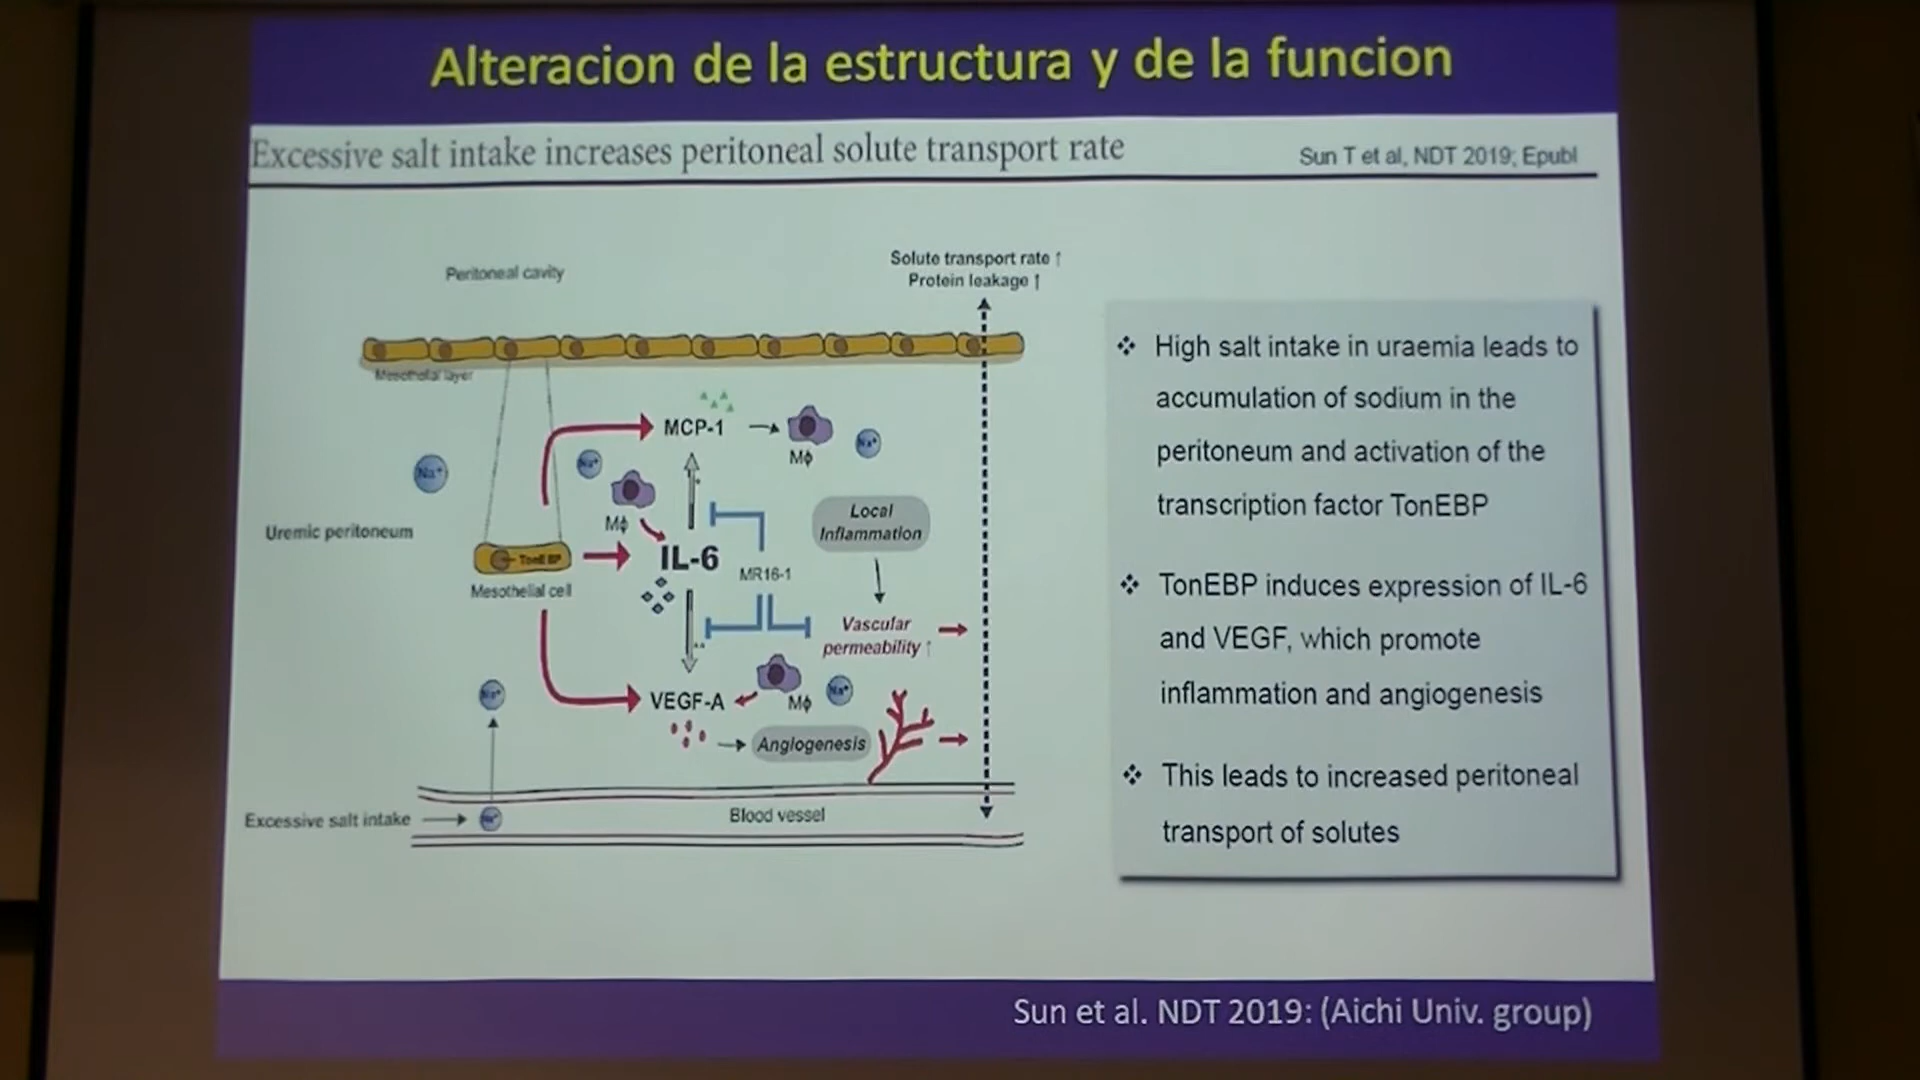 Alteracion de la estructura y de la funcion
Excessive salt intake increases peritoneal solute transport rate
Sun T et al, NDT 2019; Epubl
Solute transport rate ↑
Protein leakage ↑
Peritoneal cavity
Mesothelial layer
MCP-1
Na⁺
Na⁺
Na⁺
Mϕ
Local
Inflammation
Uremic peritoneum
Mϕ
IL-6
TonEBP
MR16-1
Mesothelial cell
Vascular
permeability ↑
Na⁺
Na⁺
VEGF-A
Mϕ
Angiogenesis
Excessive salt intake
Blood vessel
❖ High salt intake in uraemia leads to
accumulation of sodium in the
peritoneum and activation of the
transcription factor TonEBP
❖ TonEBP induces expression of IL-6
and VEGF, which promote
inflammation and angiogenesis
❖ This leads to increased peritoneal
transport of solutes
Sun et al. NDT 2019: (Aichi Univ. group)